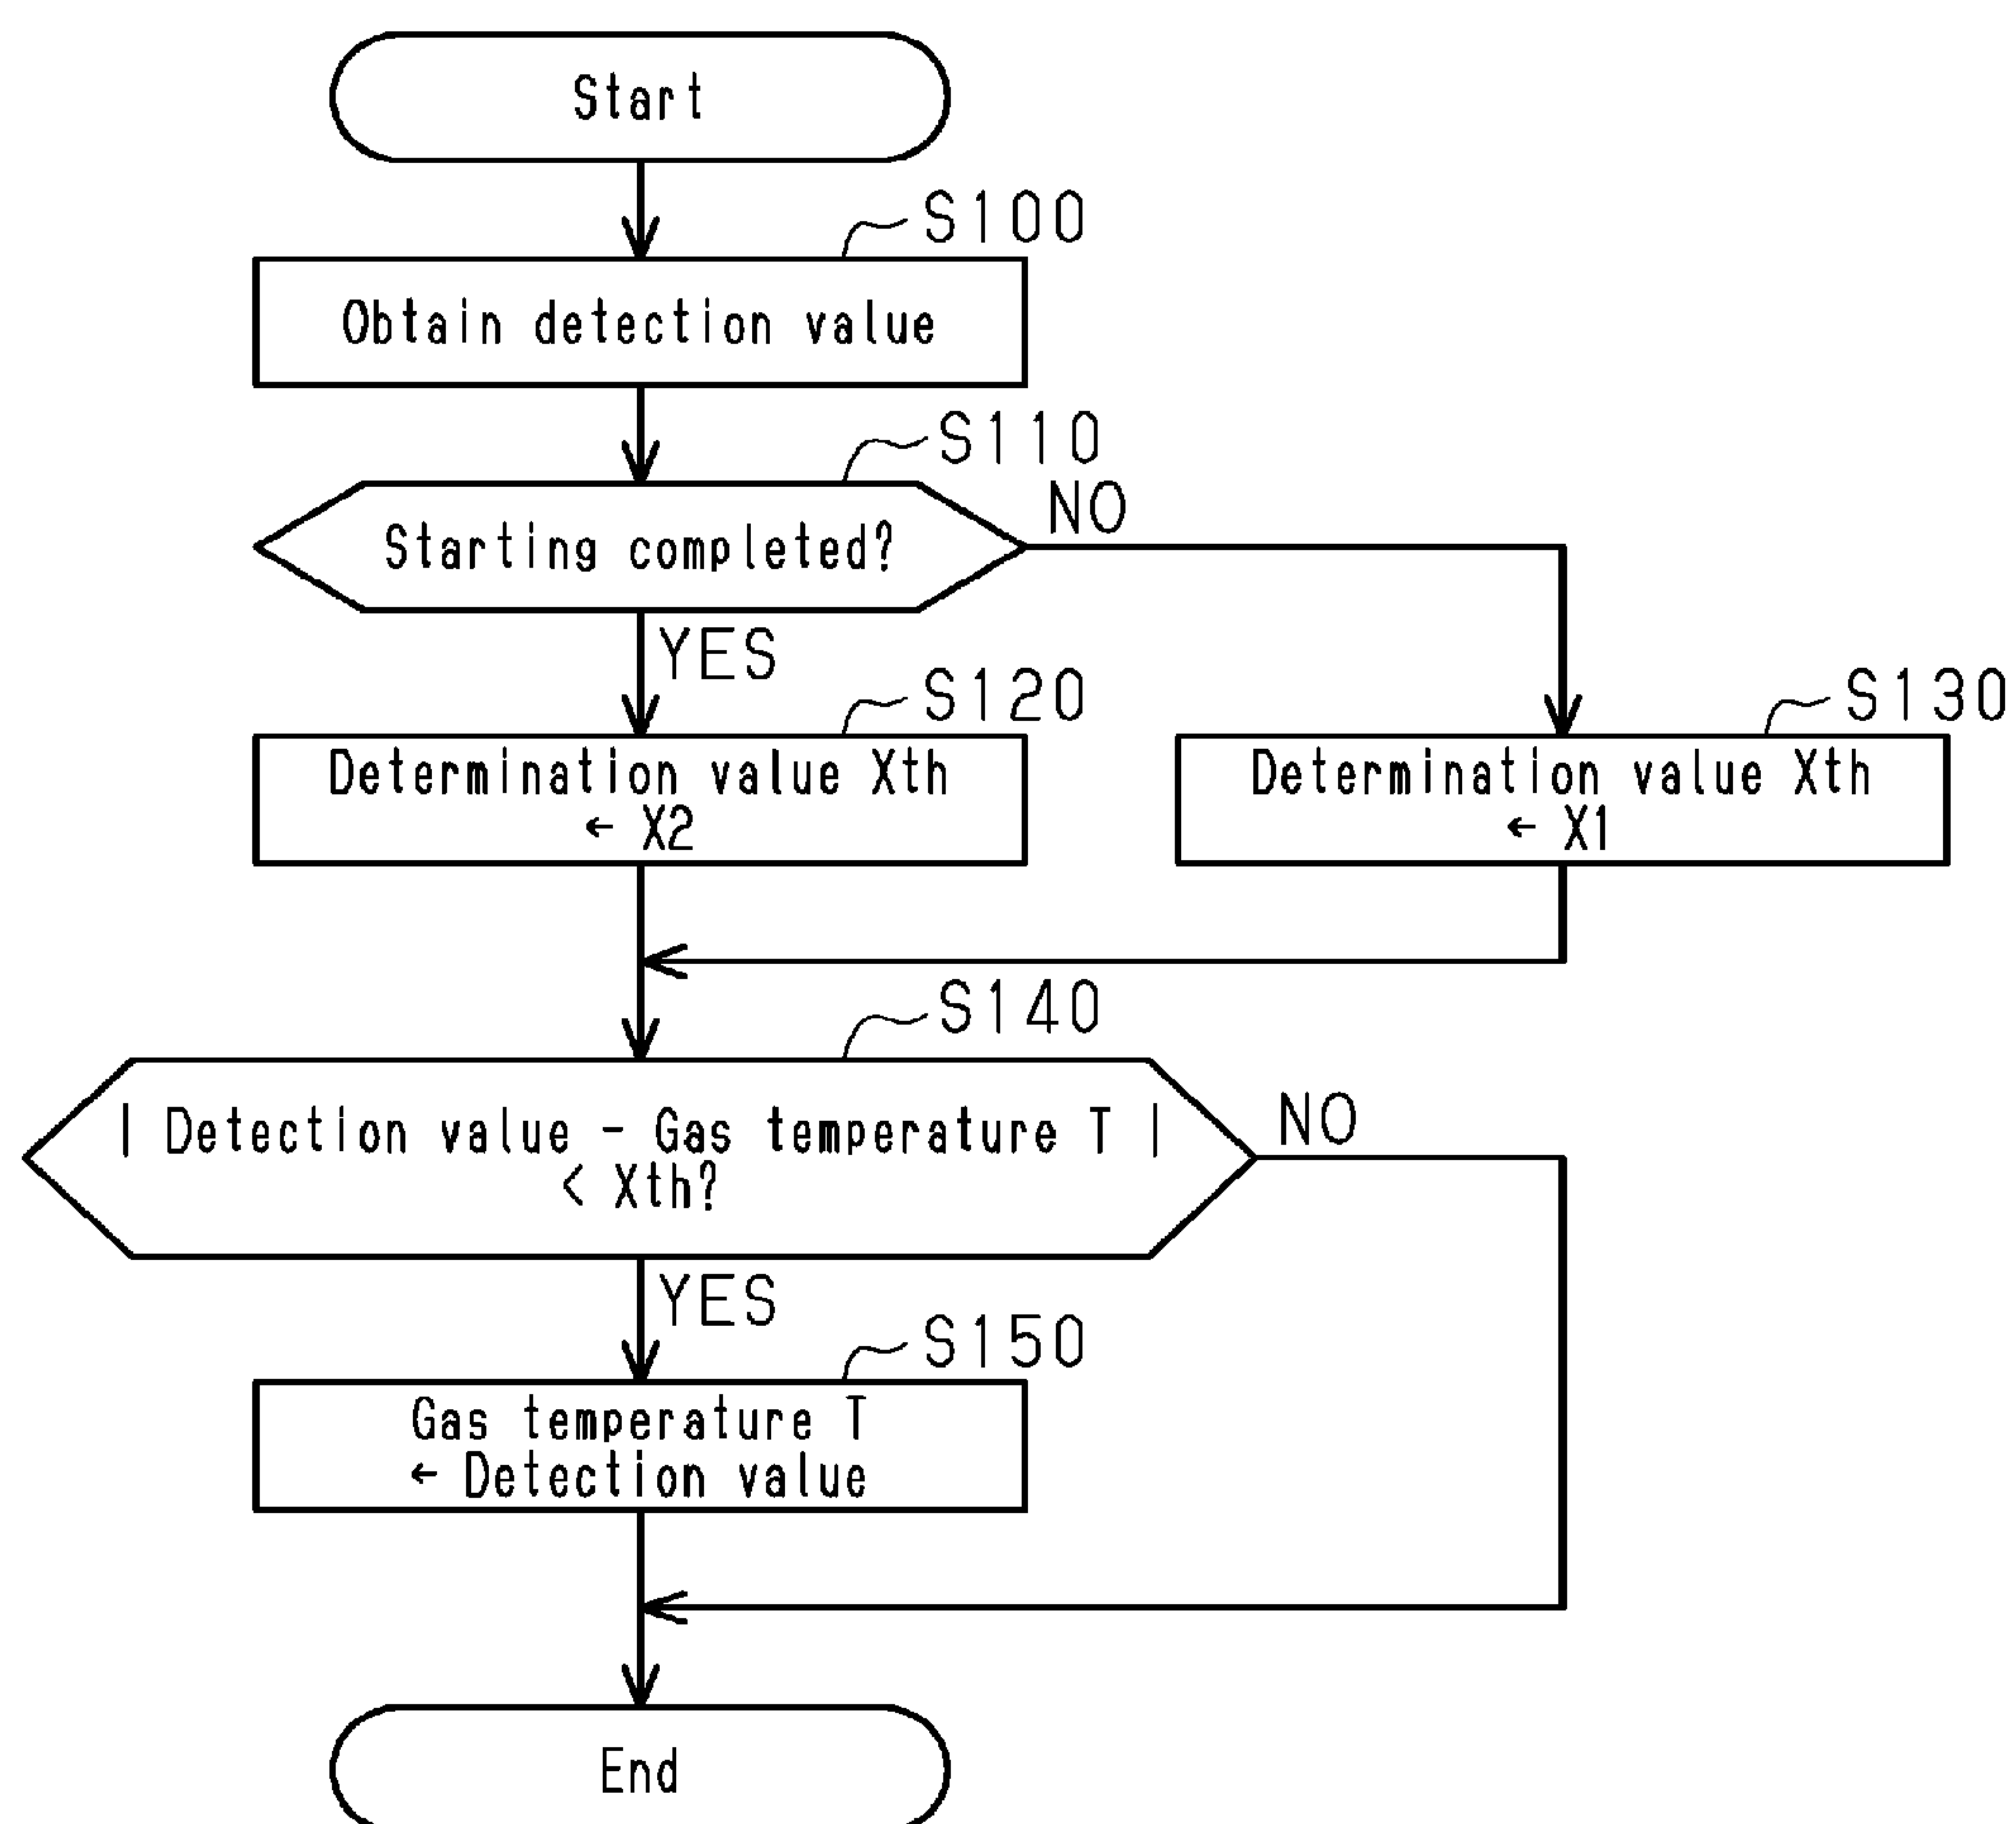 Start
S100
Obtain detection value
S110
Starting completed?
NO
YES
S120
Determination value Xth
← X2
S130
Determination value Xth
← X1
S140
| Detection value - Gas temperature T |
< Xth?
NO
YES
S150
Gas temperature T
← Detection value
End